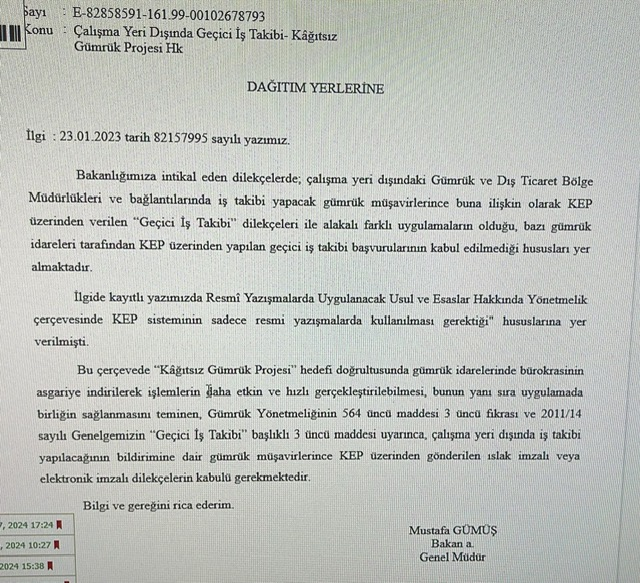 Sayı : E-82858591-161.99-00102678793
Konu : Çalışma Yeri Dışında Geçici İş Takibi- Kâğıtsız
Gümrük Projesi Hk
DAĞITIM YERLERİNE
İlgi : 23.01.2023 tarih 82157995 sayılı yazımız.
Bakanlığımıza intikal eden dilekçelerde; çalışma yeri dışındaki Gümrük ve Dış Ticaret Bölge
Müdürlükleri ve bağlantılarında iş takibi yapacak gümrük müşavirlerince buna ilişkin olarak KEP
üzerinden verilen “Geçici İş Takibi” dilekçeleri ile alakalı farklı uygulamaların olduğu, bazı gümrük
idareleri tarafından KEP üzerinden yapılan geçici iş takibi başvurularının kabul edilmediği hususları yer
almaktadır.
İlgide kayıtlı yazımızda Resmî Yazışmalarda Uygulanacak Usul ve Esaslar Hakkında Yönetmelik
çerçevesinde KEP sisteminin sadece resmi yazışmalarda kullanılması gerektiği" hususlarına yer
verilmişti.
Bu çerçevede “Kâğıtsız Gümrük Projesi” hedefi doğrultusunda gümrük idarelerinde bürokrasinin
asgariye indirilerek işlemlerin daha etkin ve hızlı gerçekleştirilebilmesi, bunun yanı sıra uygulamada
birliğin sağlanmasını teminen, Gümrük Yönetmeliğinin 564 üncü maddesi 3 üncü fıkrası ve 2011/14
sayılı Genelgemizin “Geçici İş Takibi” başlıklı 3 üncü maddesi uyarınca, çalışma yeri dışında iş takibi
yapılacağının bildirimine dair gümrük müşavirlerince KEP üzerinden gönderilen ıslak imzalı veya
elektronik imzalı dilekçelerin kabulü gerekmektedir.
Bilgi ve gereğini rica ederim.
Mustafa GÜMÜŞ
Bakan a.
Genel Müdür
, 2024 17:24
, 2024 10:27
2024 15:38